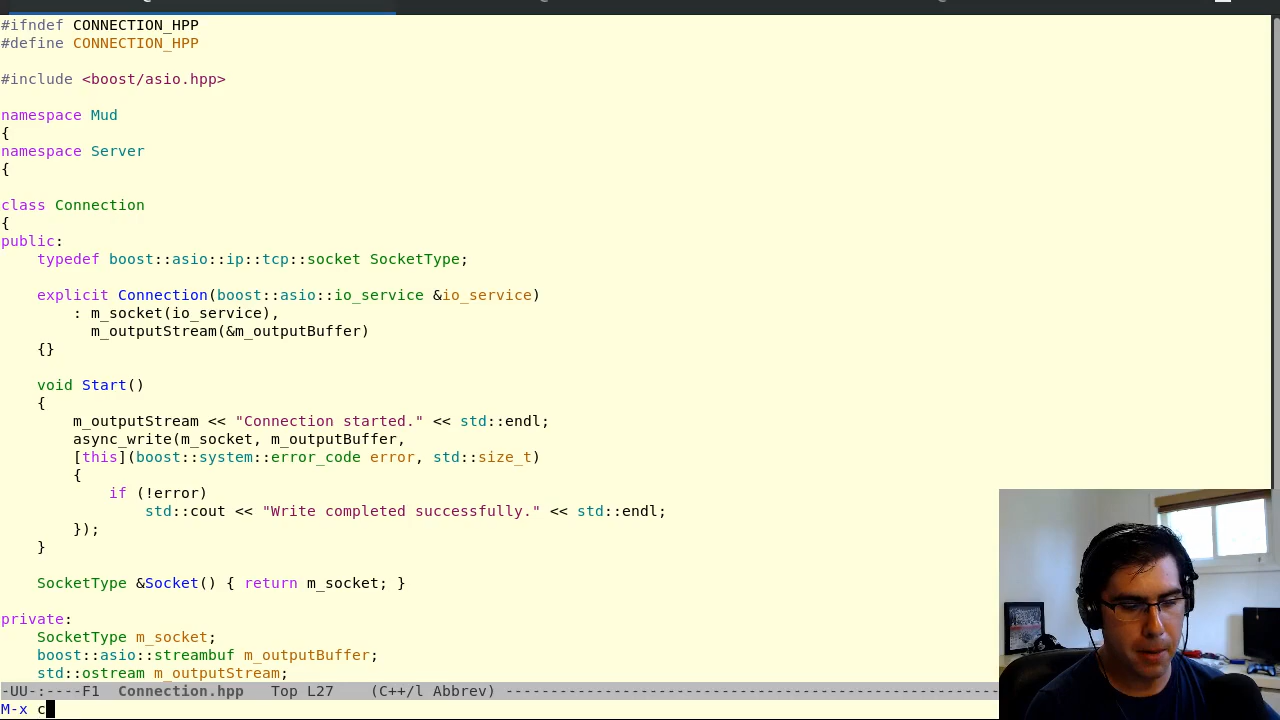 #ifndef CONNECTION_HPP
#define CONNECTION_HPP
#include <boost/asio.hpp>
namespace Mud
{
namespace Server
{
class Connection
{
public:
typedef boost::asio::ip::tcp::socket SocketType;
explicit Connection(boost::asio::io_service &io_service)
: m_socket(io_service),
m_outputStream(&m_outputBuffer)
{}
void Start()
{
m_outputStream << "Connection started." << std::endl;
async_write(m_socket, m_outputBuffer,
[this](boost::system::error_code error, std::size_t)
{
if (!error)
std::cout << "Write completed successfully." << std::endl;
});
}
SocketType &Socket() { return m_socket; }
private:
SocketType m_socket;
boost::asio::streambuf m_outputBuffer;
std::ostream m_outputStream;
-UU-:----F1  Connection.hpp   Top L27    (C++/l Abbrev) -------------------------------------------------------
M-x c